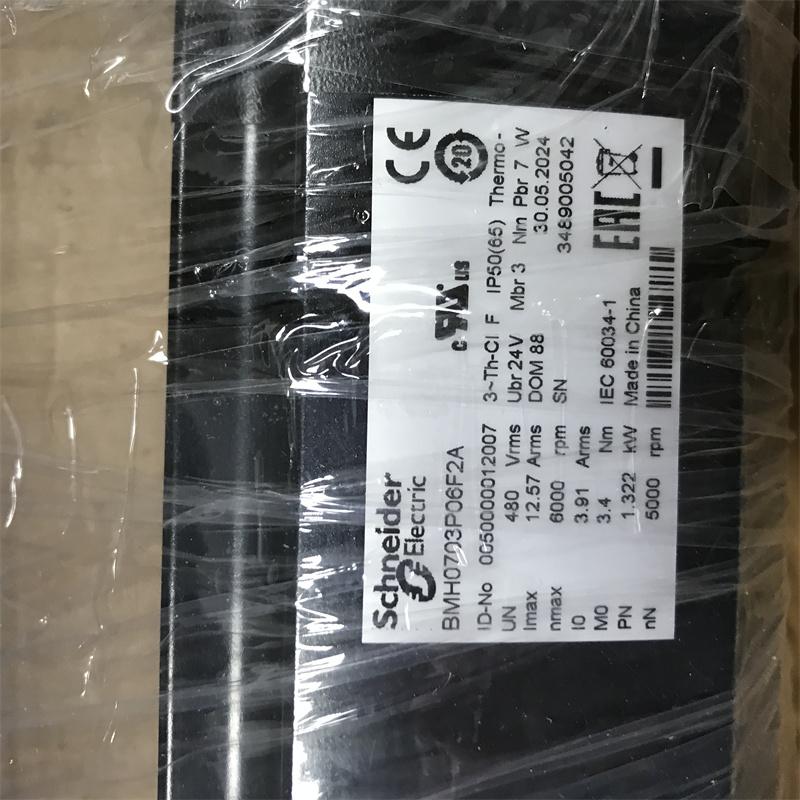 Schneider
Electric
BMH0703P06F2A
ID-No 0050000012007
UN 480 Vrms
Imax 12.57 Arms
nmax 6000 rpm
I0 3.91 Arms
M0 3.4 Nm
PN 1.322 kW
nN 5000 rpm
3~Th-Cl F IP50(65) Thermo -
Ubr 24V Mbr 3 Nm Pbr 7 W
DOM 88 30.05.2024
SN 3489005042
IEC 60034-1
Made in China
c US
CE
20
EAC